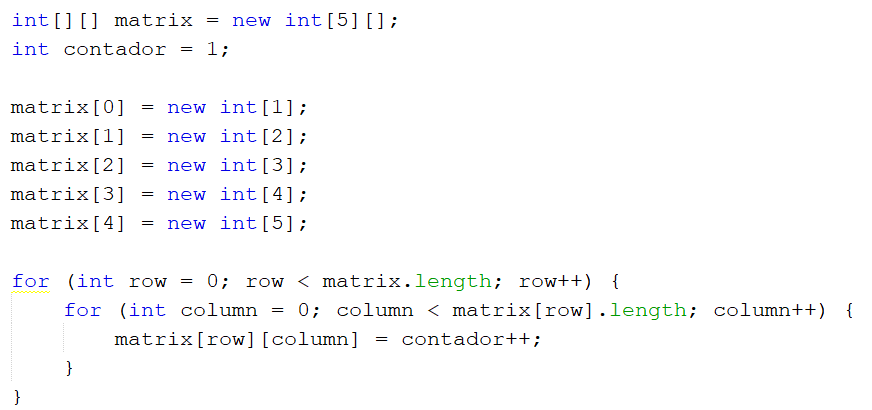 int[][] matrix = new int[5][];
int contador = 1;

matrix[0] = new int[1];
matrix[1] = new int[2];
matrix[2] = new int[3];
matrix[3] = new int[4];
matrix[4] = new int[5];

for (int row = 0; row < matrix.length; row++) {
    for (int column = 0; column < matrix[row].length; column++) {
        matrix[row][column] = contador++;
    }
}